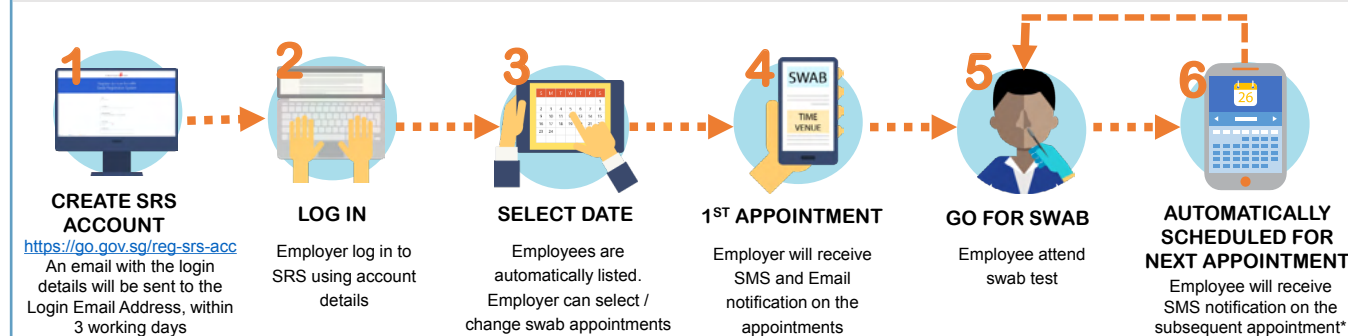 1
CREATE SRS
ACCOUNT
https://go.gov.sg/reg-srs-acc
An email with the login
details will be sent to the
Login Email Address, within
3 working days
2
LOG IN
Employer log in to
SRS using account
details
3
S M T W T F S
SELECT DATE
Employees are
automatically listed.
Employer can select /
change swab appointments
4
SWAB
TIME
VENUE
1ST APPOINTMENT
Employer will receive
SMS and Email
notification on the
appointments
5
GO FOR SWAB
Employee attend
swab test
6
26
AUTOMATICALLY
SCHEDULED FOR
NEXT APPOINTMENT
Employee will receive
SMS notification on the
subsequent appointment*